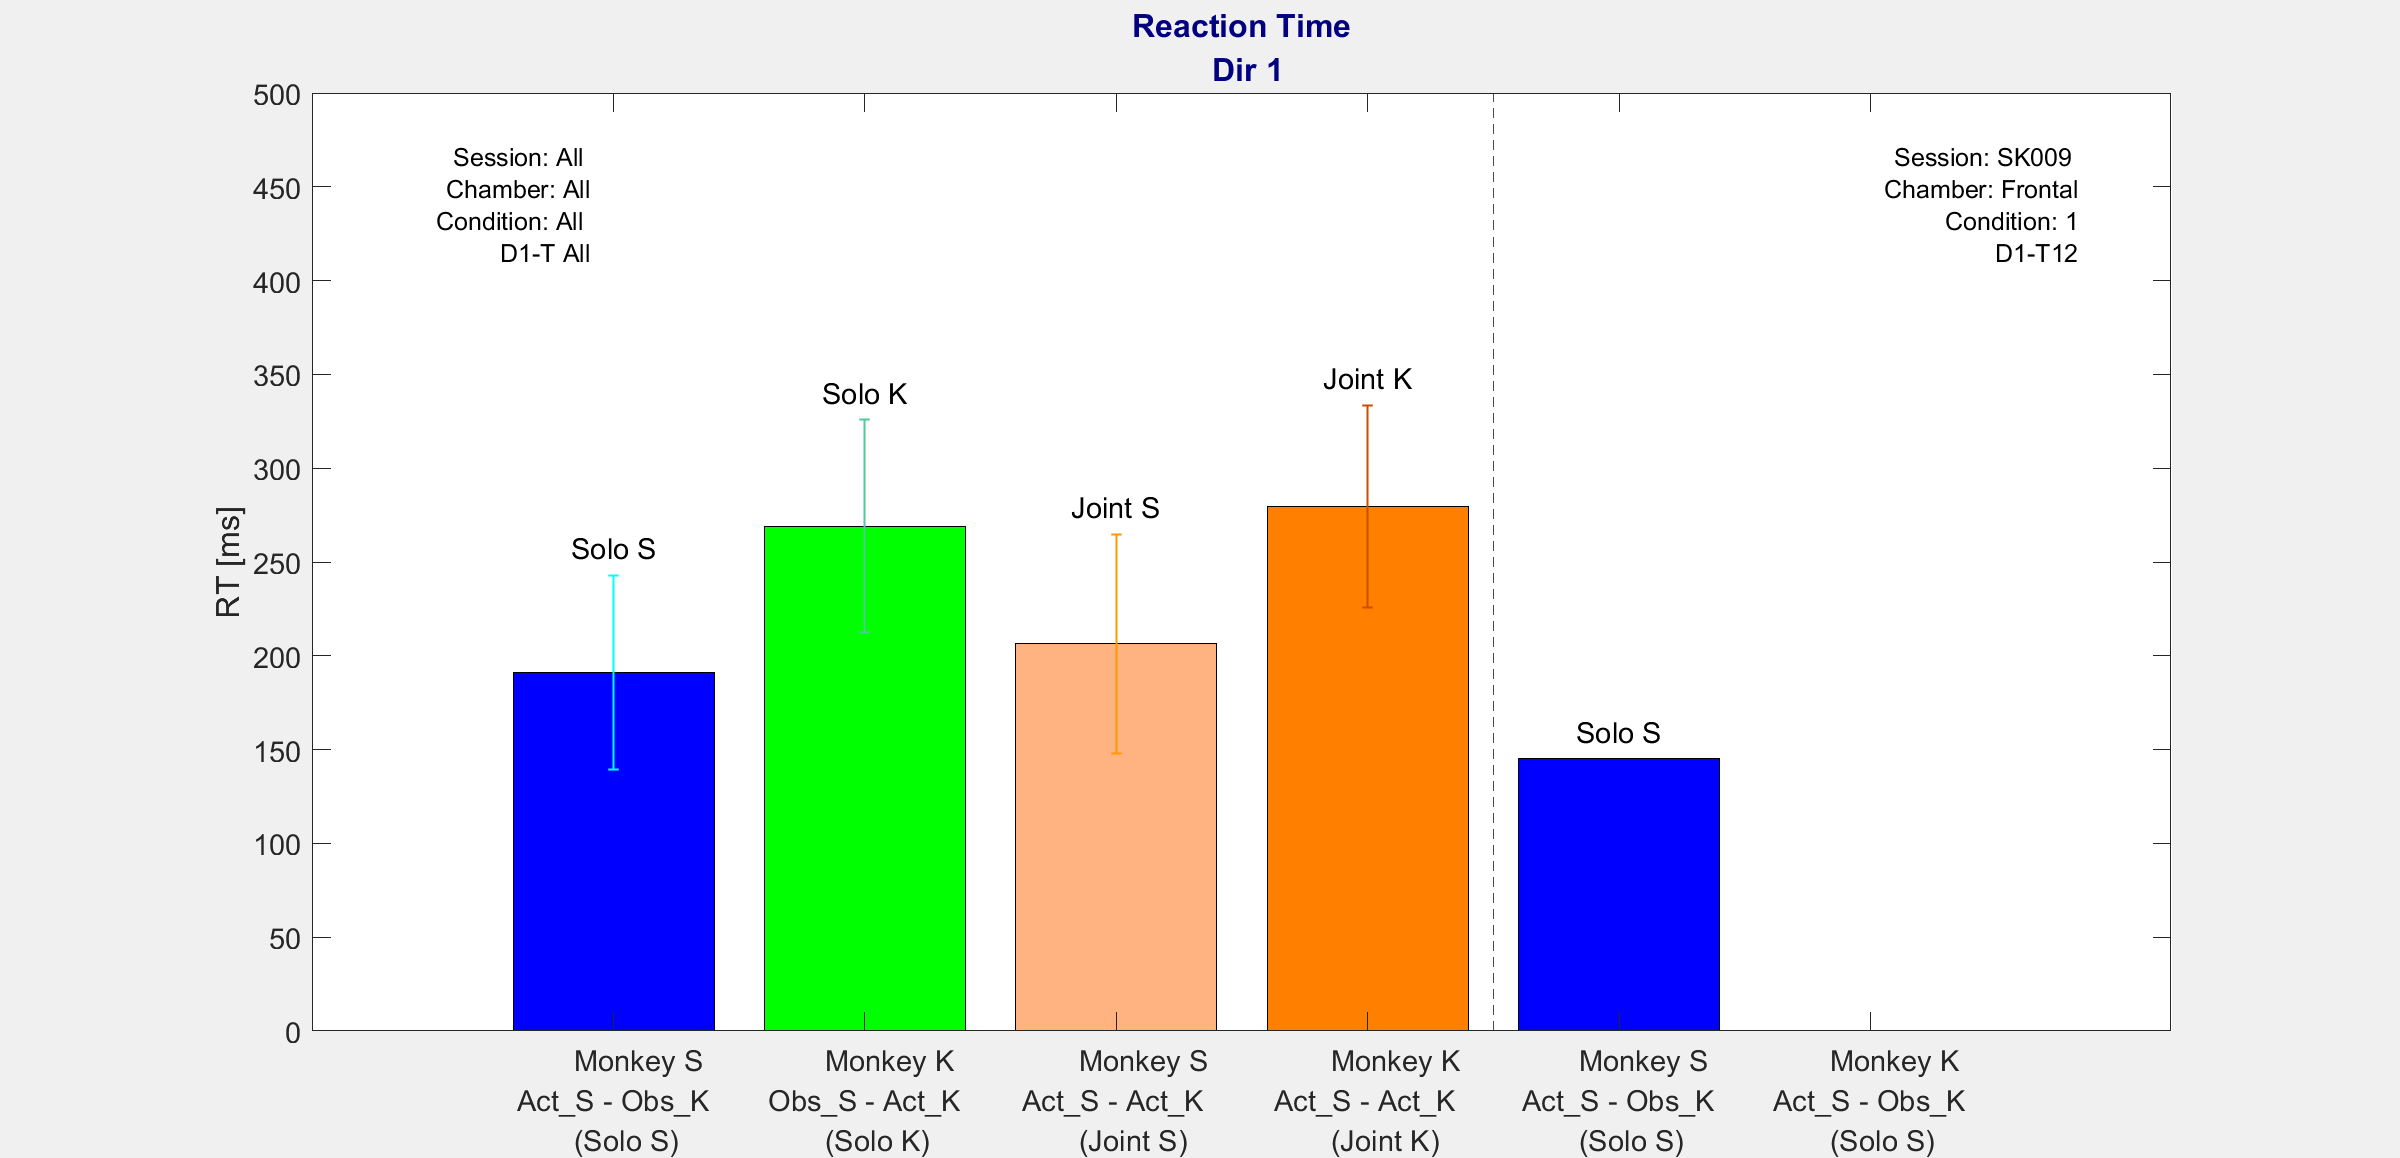 Reaction Time
Dir 1
500
450
400
350
300
250
200
150
100
50
0
RT [ms]
Session: All
Chamber: All
Condition: All
D1-T All
Session: SK009
Chamber: Frontal
Condition: 1
D1-T12
Solo S
Solo K
Joint S
Joint K
Solo S
Monkey S
Act_S - Obs_K
(Solo S)
Monkey K
Obs_S - Act_K
(Solo K)
Monkey S
Act_S - Act_K
(Joint S)
Monkey K
Act_S - Act_K
(Joint K)
Monkey S
Act_S - Obs_K
(Solo S)
Monkey K
Act_S - Obs_K
(Solo S)